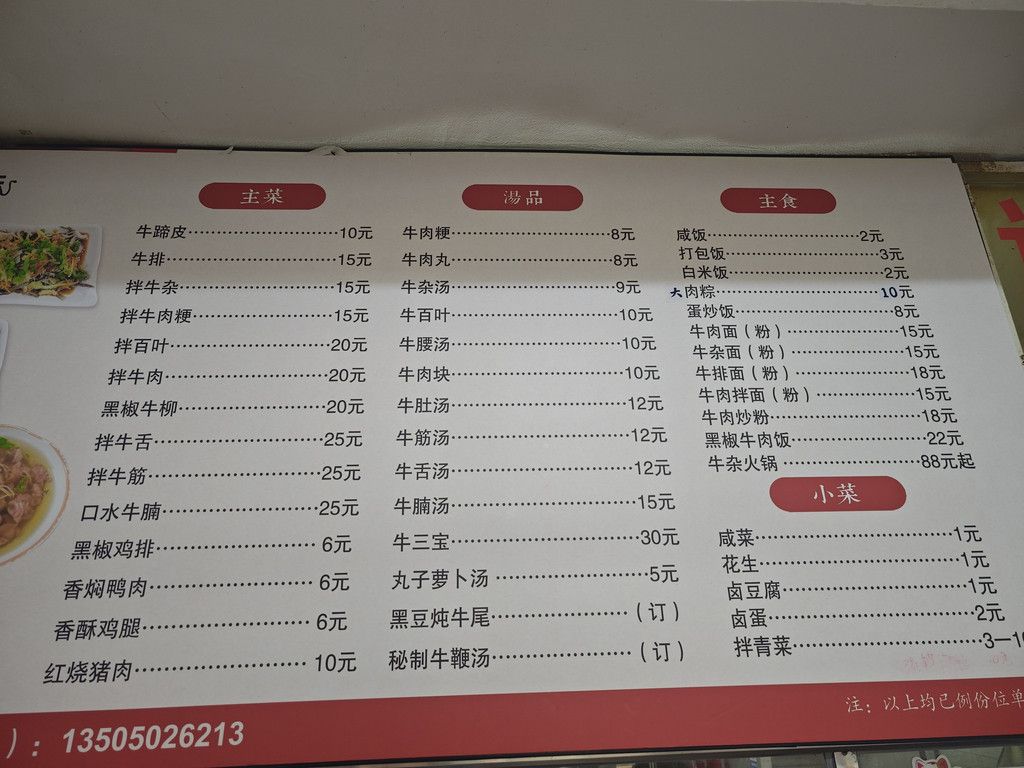 主菜
牛蹄皮·····················10元
牛排·····················15元
拌牛杂·····················15元
拌牛肉粳·····················15元
拌百叶·····················20元
拌牛肉·····················20元
黑椒牛柳·····················20元
拌牛舌·····················25元
拌牛筋·····················25元
口水牛腩·····················25元
黑椒鸡排·····················6元
香焖鸭肉·····················6元
香酥鸡腿·····················6元
红烧猪肉·····················10元
湯品
牛肉粳·····················8元
牛肉丸·····················8元
牛杂汤·····················9元
牛百叶·····················10元
牛腰汤·····················10元
牛肉块·····················10元
牛肚汤·····················12元
牛筋汤·····················12元
牛舌汤·····················12元
牛腩汤·····················15元
牛三宝·····················30元
丸子萝卜汤·····················5元
黑豆炖牛尾·····················（订）
秘制牛鞭汤·····················（订）
主食
咸饭·····················2元
打包饭·····················3元
白米饭·····················2元
大肉粽·····················10元
蛋炒饭·····················8元
牛肉面（粉）·····················15元
牛杂面（粉）·····················15元
牛排面（粉）·····················18元
牛肉拌面（粉）·····················15元
牛肉炒粉·····················18元
黑椒牛肉饭·····················22元
牛杂火锅·····················88元起
小菜
咸菜·····················1元
花生·····················1元
卤豆腐·····················1元
卤蛋·····················2元
拌青菜·····················3—1
注：以上均已例份位单
）：13505026213